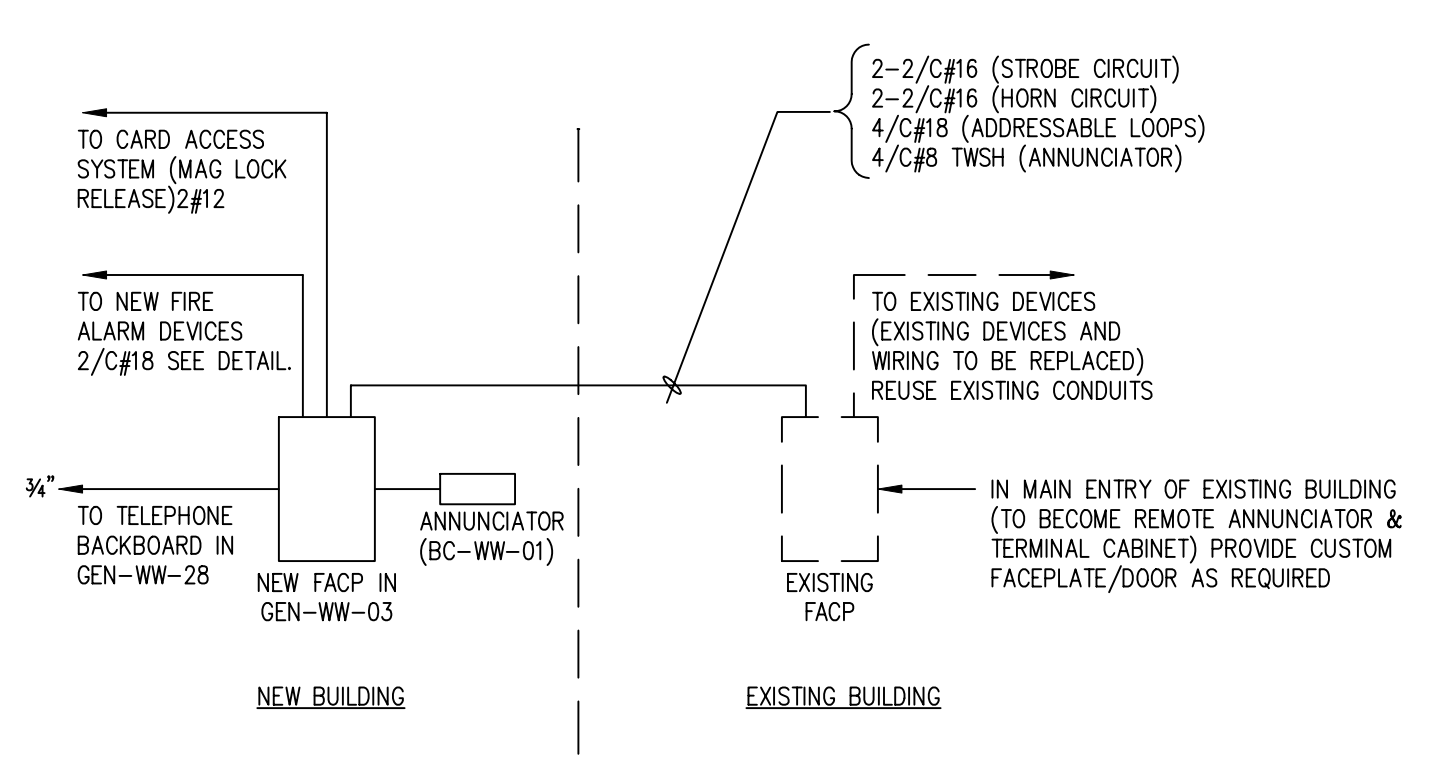 2-2/C#16 (STROBE CIRCUIT)
2-2/C#16 (HORN CIRCUIT)
4/C#18 (ADDRESSABLE LOOPS)
4/C#8 TWSH (ANNUNCIATOR)
TO CARD ACCESS
SYSTEM (MAG LOCK
RELEASE)2#12
TO NEW FIRE
ALARM DEVICES
2/C#18 SEE DETAIL.
TO EXISTING DEVICES
(EXISTING DEVICES AND
WIRING TO BE REPLACED)
REUSE EXISTING CONDUITS
¾"
TO TELEPHONE
BACKBOARD IN
GEN-WW-28
NEW FACP IN
GEN-WW-03
ANNUNCIATOR
(BC-WW-01)
EXISTING
FACP
IN MAIN ENTRY OF EXISTING BUILDING
(TO BECOME REMOTE ANNUNCIATOR &
TERMINAL CABINET) PROVIDE CUSTOM
FACEPLATE/DOOR AS REQUIRED
NEW BUILDING
EXISTING BUILDING